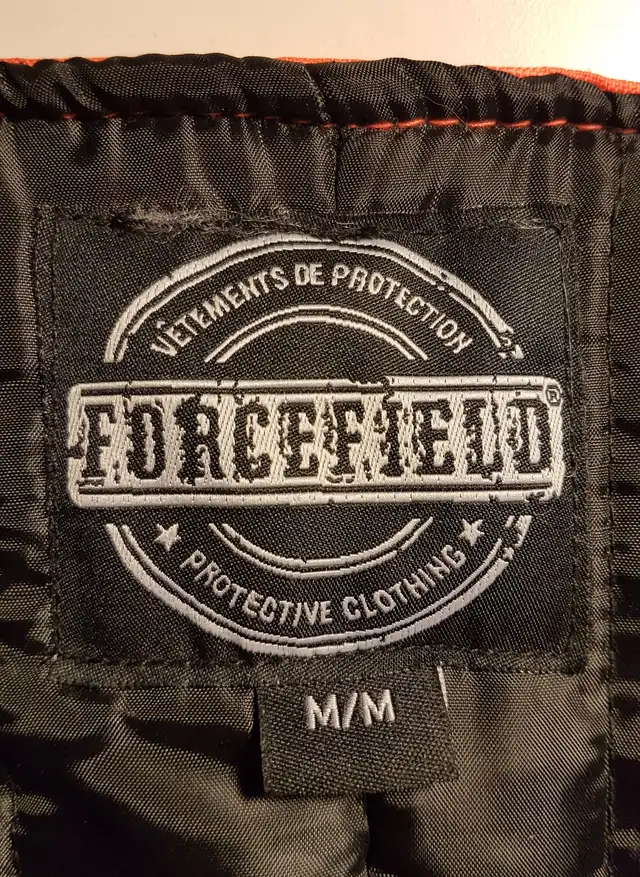 VÊTEMENTS DE PROTECTION
FORCEFIELD®
PROTECTIVE CLOTHING
M/M